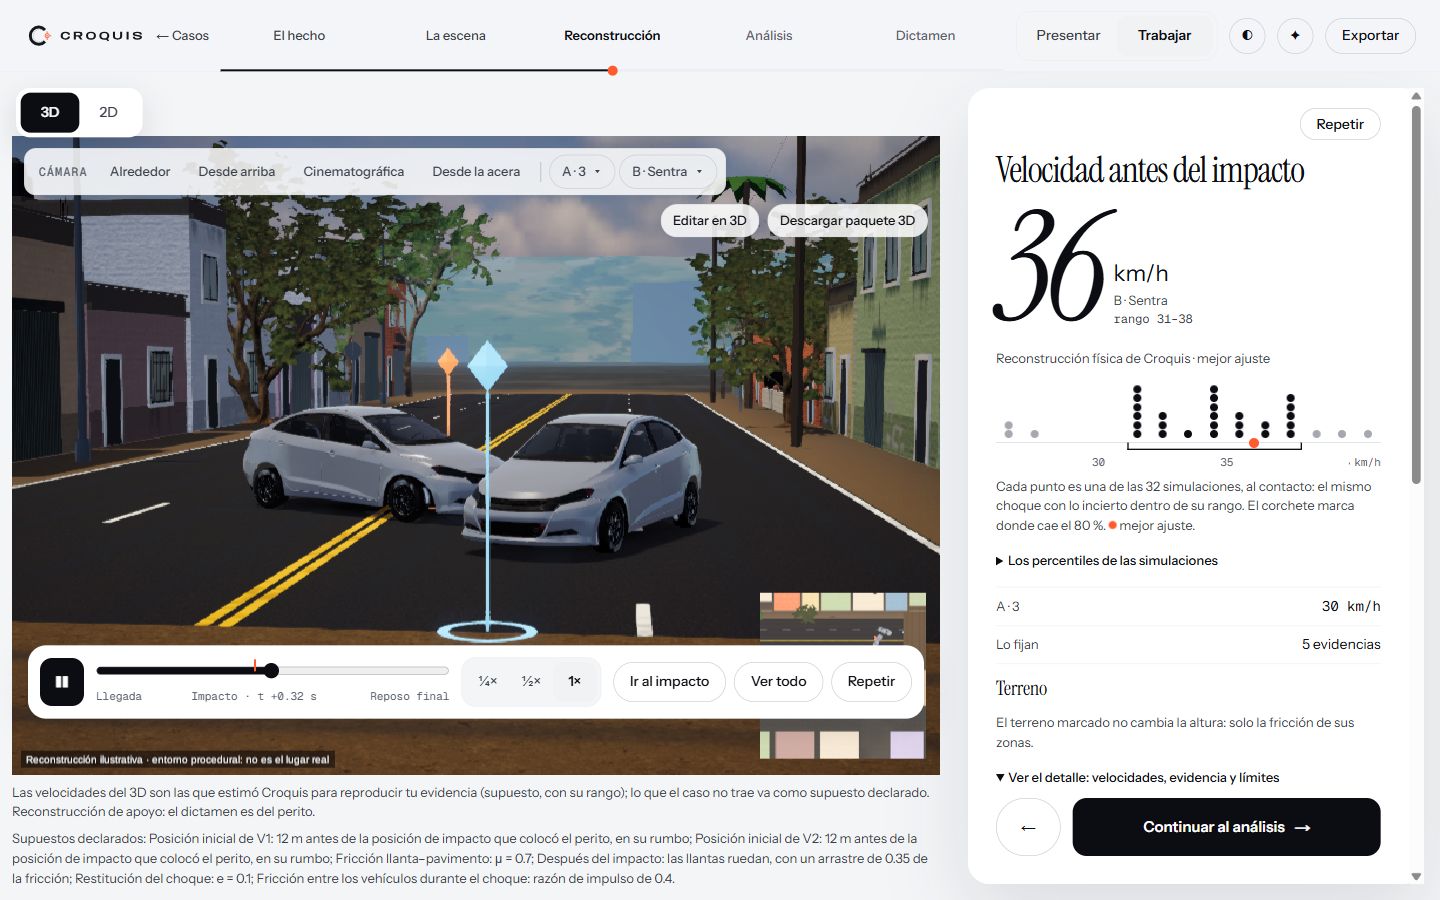 CROQUIS
← Casos
El hecho
La escena
Reconstrucción
Análisis
Dictamen
Presentar
Trabajar
Exportar
3D
2D
CÁMARA
Alrededor
Desde arriba
Cinematográfica
Desde la acera
A · 3
B · Sentra
Editar en 3D
Descargar paquete 3D
Llegada
Impacto · t +0.32 s
Reposo final
¼×
½×
1×
Ir al impacto
Ver todo
Repetir
Reconstrucción ilustrativa · entorno procedural: no es el lugar real
Las velocidades del 3D son las que estimó Croquis para reproducir tu evidencia (supuesto, con su rango); lo que el caso no trae va como supuesto declarado.
Reconstrucción de apoyo: el dictamen es del perito.
Supuestos declarados: Posición inicial de V1: 12 m antes de la posición de impacto que colocó el perito, en su rumbo; Posición inicial de V2: 12 m antes de la
posición de impacto que colocó el perito, en su rumbo; Fricción llanta–pavimento: μ = 0.7; Después del impacto: las llantas ruedan, con un arrastre de 0.35 de
la fricción; Restitución del choque: e = 0.1; Fricción entre los vehículos durante el choque: razón de impulso de 0.4.
Repetir
Velocidad antes del impacto
36 km/h
B · Sentra
rango 31–38
Reconstrucción física de Croquis · mejor ajuste
30
35
· km/h
Cada punto es una de las 32 simulaciones, al contacto: el mismo
choque con lo incierto dentro de su rango. El corchete marca
donde cae el 80 %. mejor ajuste.
Los percentiles de las simulaciones
A · 3
30 km/h
Lo fijan
5 evidencias
Terreno
El terreno marcado no cambia la altura: solo la fricción de sus
zonas.
Ver el detalle: velocidades, evidencia y límites
←
Continuar al análisis →